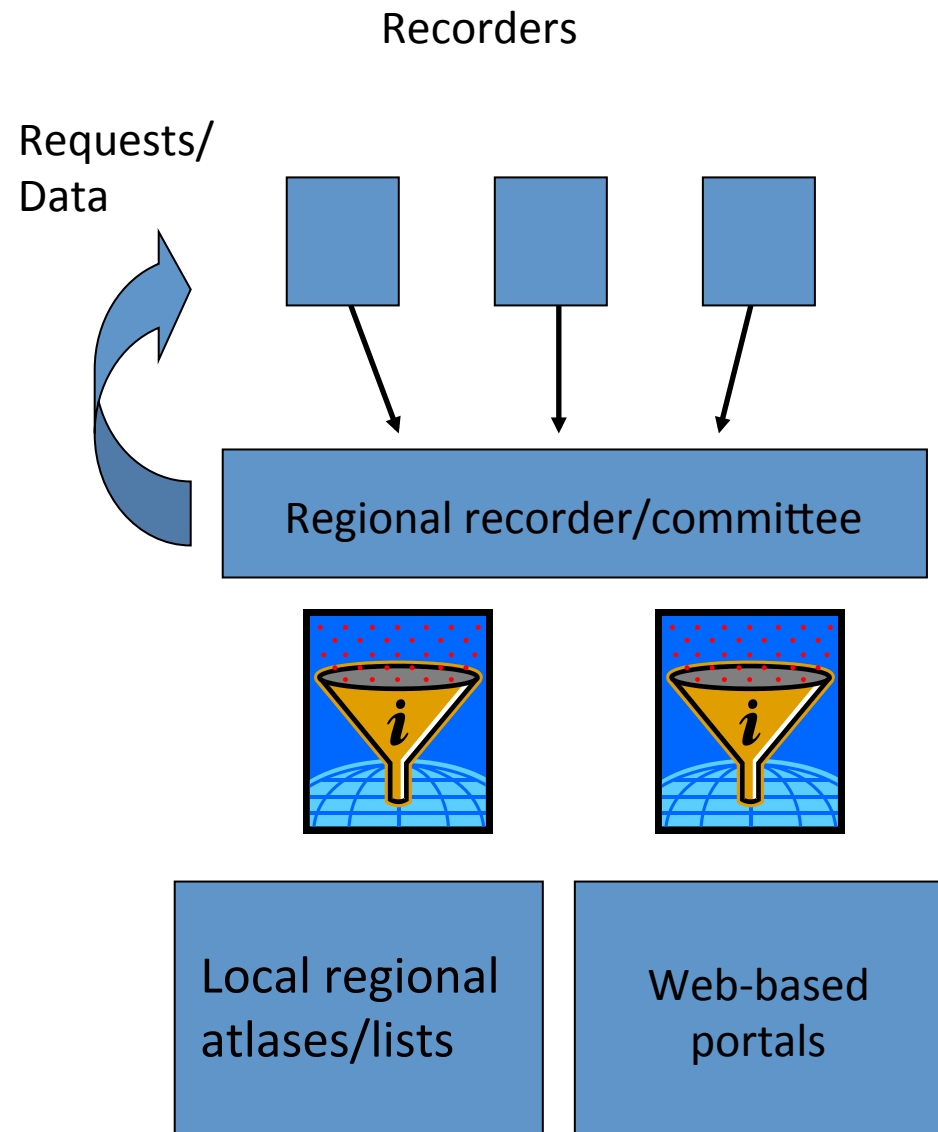 Recorders
Requests/
Data
Regional recorder/committee
i
i
Local regional
atlases/lists
Web-based
portals